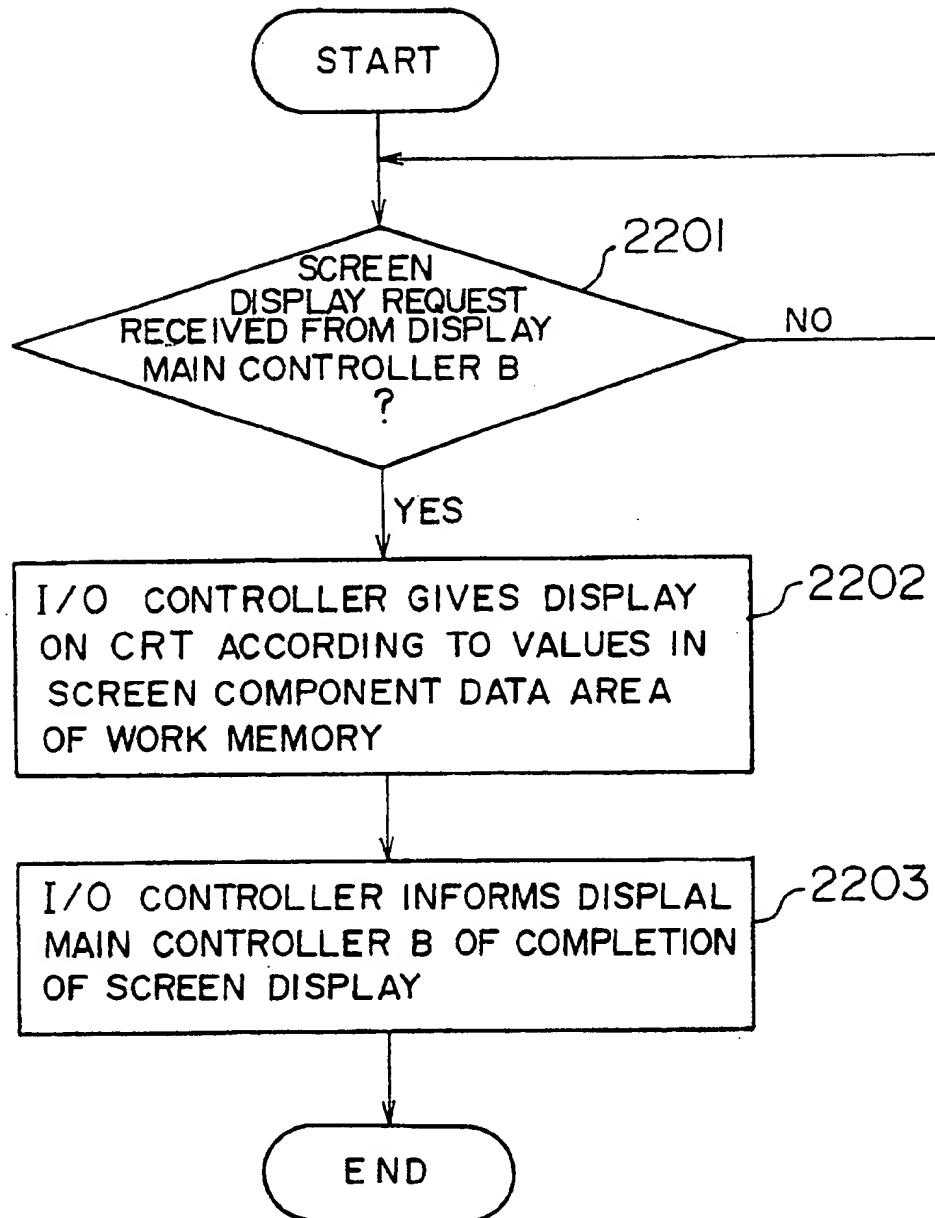 START
2201
SCREEN
DISPLAY REQUEST
RECEIVED FROM DISPLAY
MAIN CONTROLLER B
?
NO
YES
2202
I/O CONTROLLER GIVES DISPLAY
ON CRT ACCORDING TO VALUES IN
SCREEN COMPONENT DATA AREA
OF WORK MEMORY
2203
I/O CONTROLLER INFORMS DISPLAL
MAIN CONTROLLER B OF COMPLETION
OF SCREEN DISPLAY
END